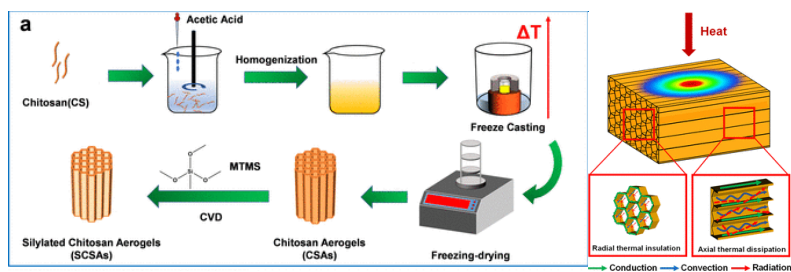 a
Acetic Acid
Chitosan(CS)
Homogenization
ΔT
Freeze Casting
Heat
MTMS
O
O
Si
O
CVD
Silylated Chitosan Aerogels
(SCSAs)
Chitosan Aerogels
(CSAs)
Freezing-drying
Radial thermal insulation
Axial thermal dissipation
Conduction
Convection
Radiation